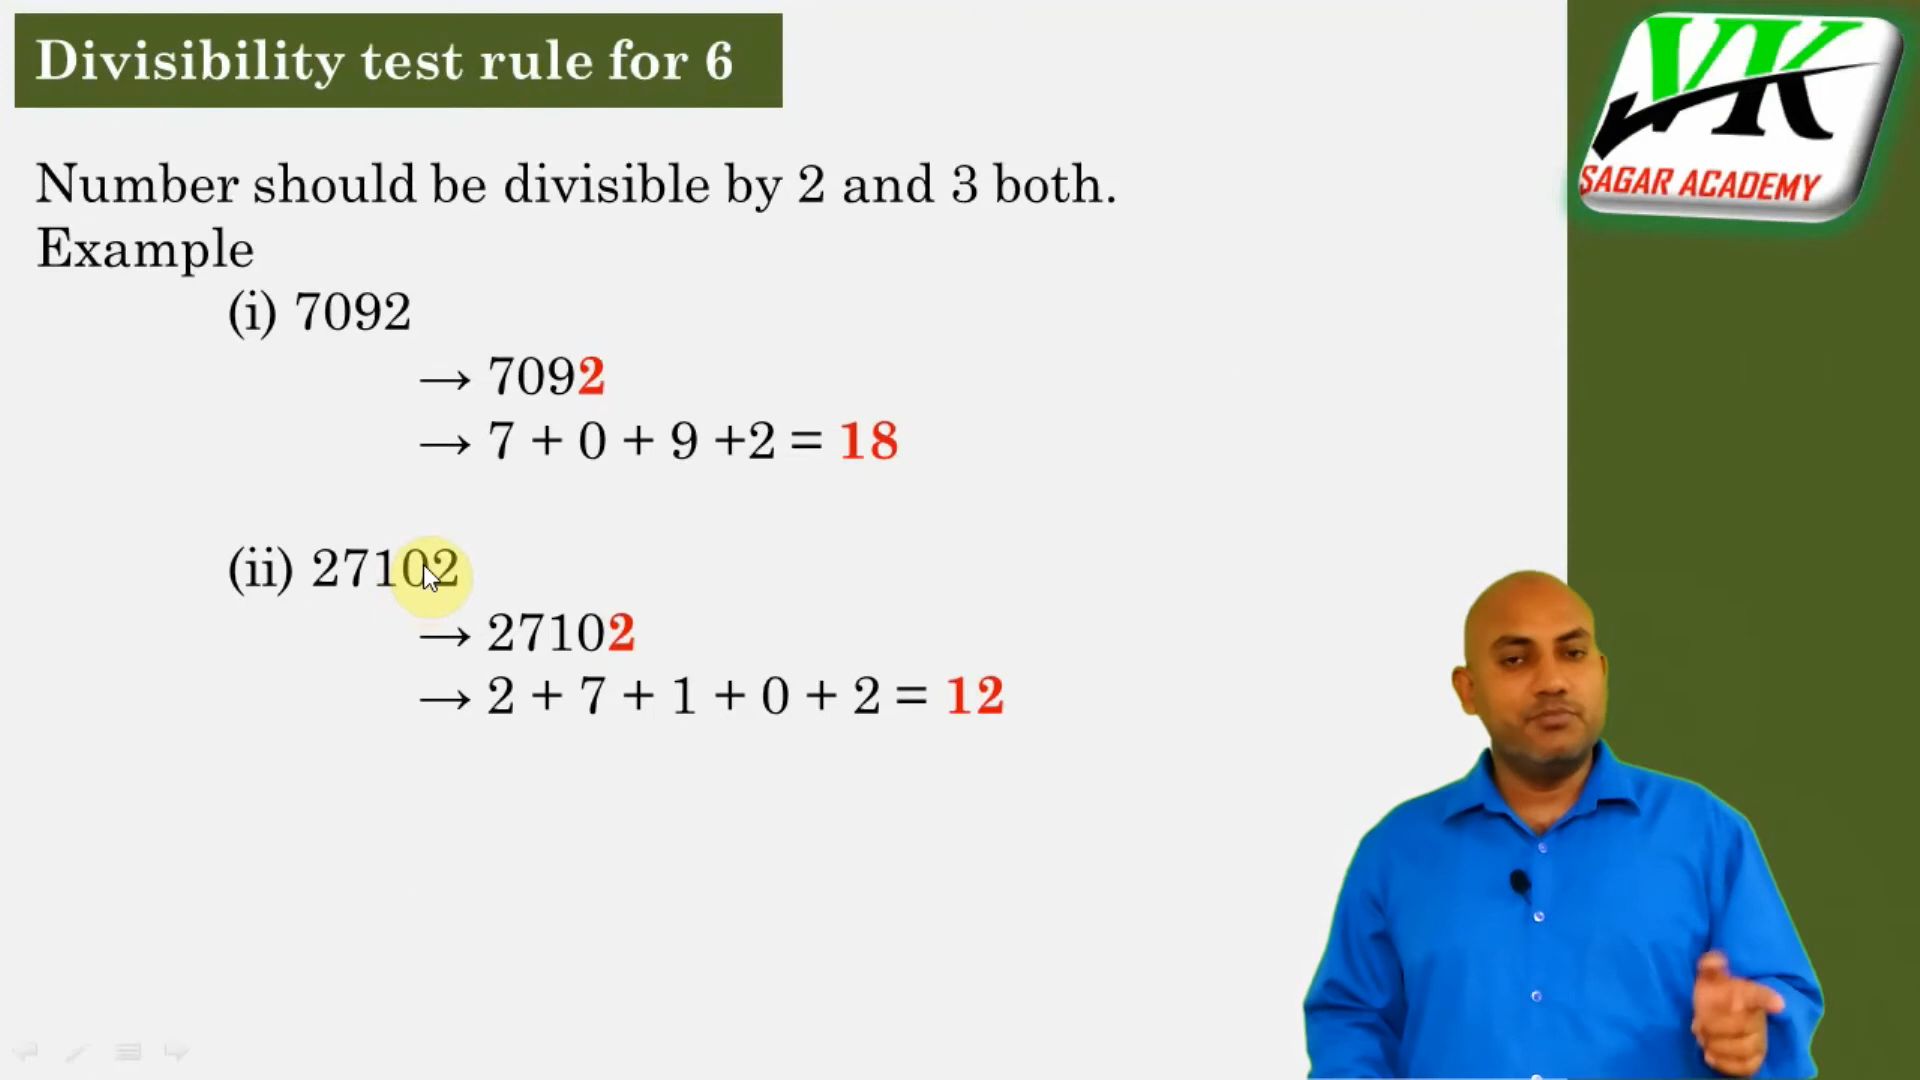 Divisibility test rule for 6
VK
SAGAR ACADEMY
Number should be divisible by 2 and 3 both.
Example
(i) 7092
→ 7092
→ 7 + 0 + 9 +2 = 18
(ii) 27102
→ 27102
→ 2 + 7 + 1 + 0 + 2 = 12